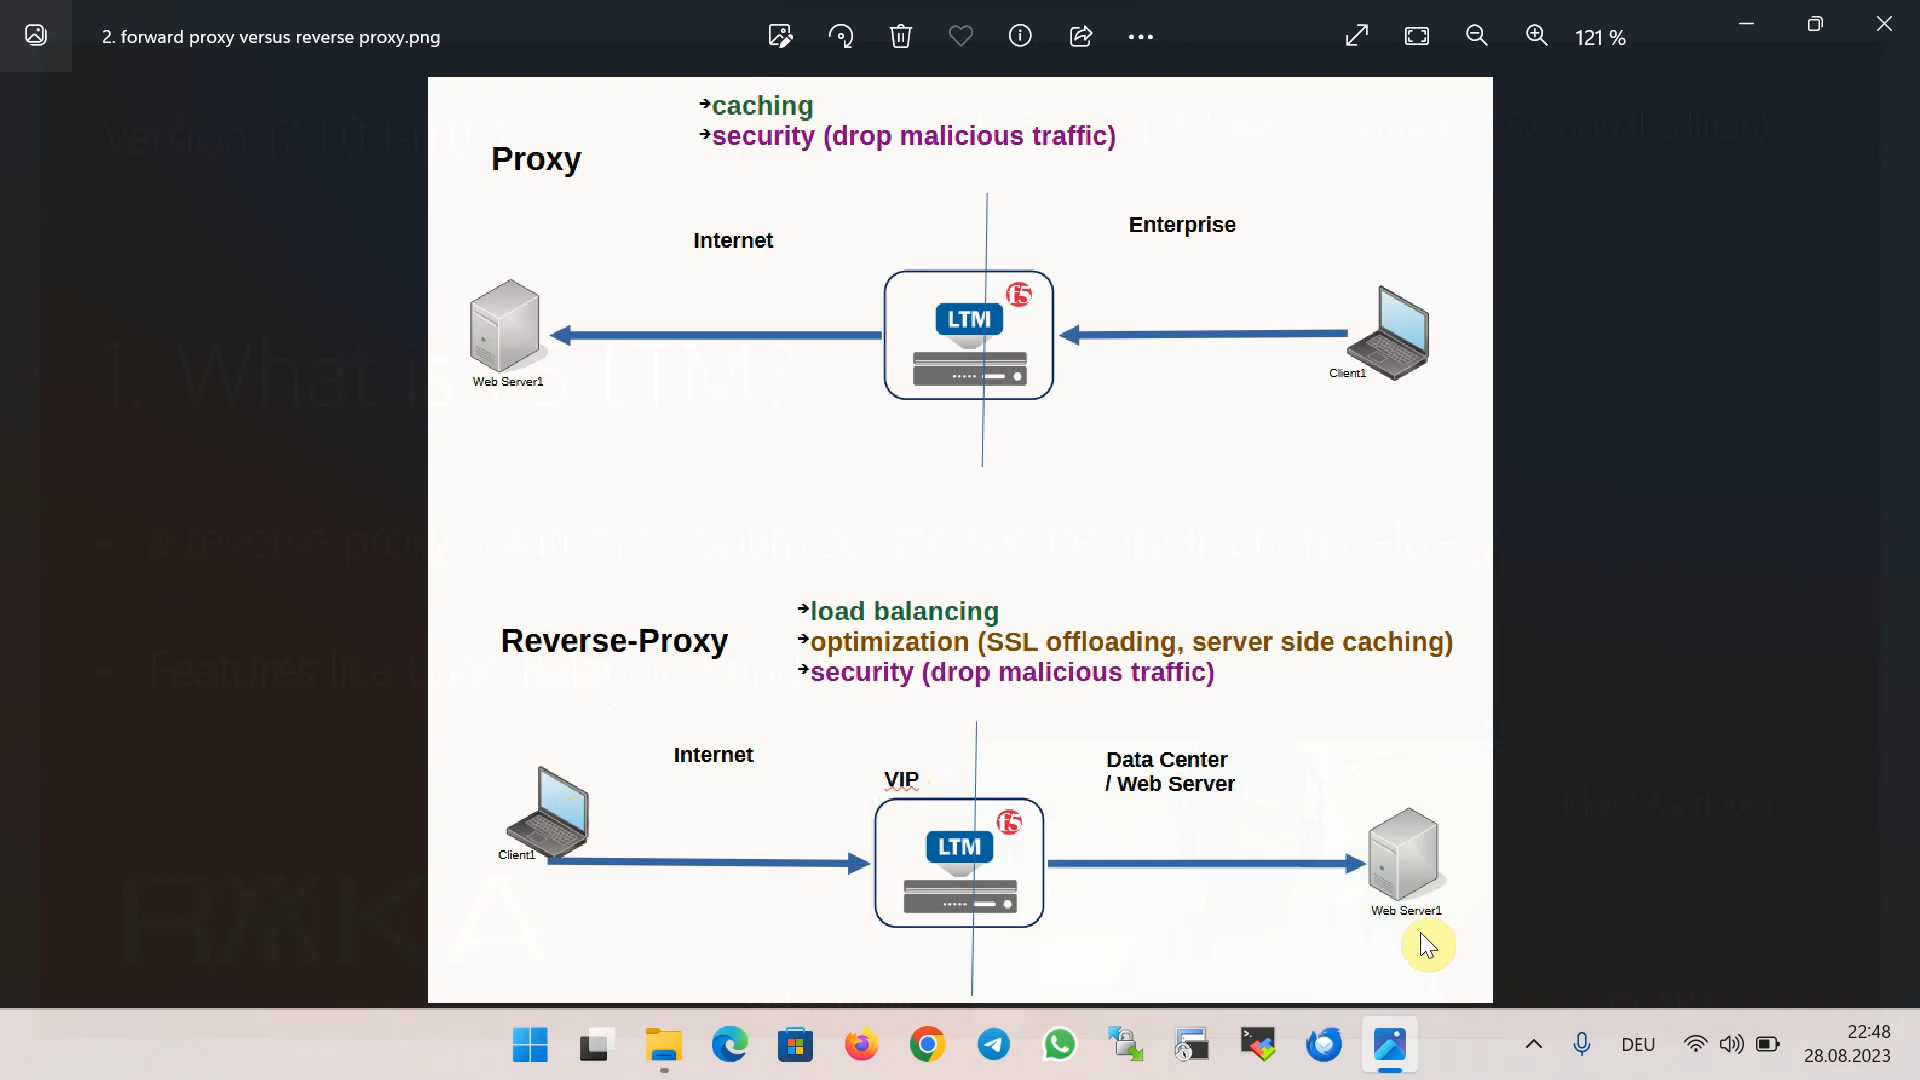 2. forward proxy versus reverse proxy.png
121 %
→caching
→security (drop malicious traffic)
Proxy
Internet
Enterprise
f5
LTM
Web Server1
Client1
→load balancing
Reverse-Proxy
→optimization (SSL offloading, server side caching)
→security (drop malicious traffic)
Internet
VIP
Data Center
/ Web Server
f5
LTM
Client1
Web Server1
DEU
22:48
28.08.2023